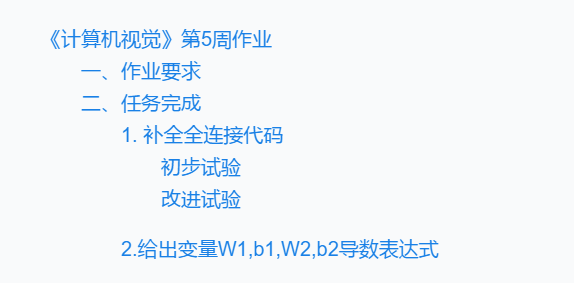 《计算机视觉》第5周作业
一、作业要求
二、任务完成
1. 补全全连接代码
初步试验
改进试验
2.给出变量W1,b1,W2,b2导数表达式